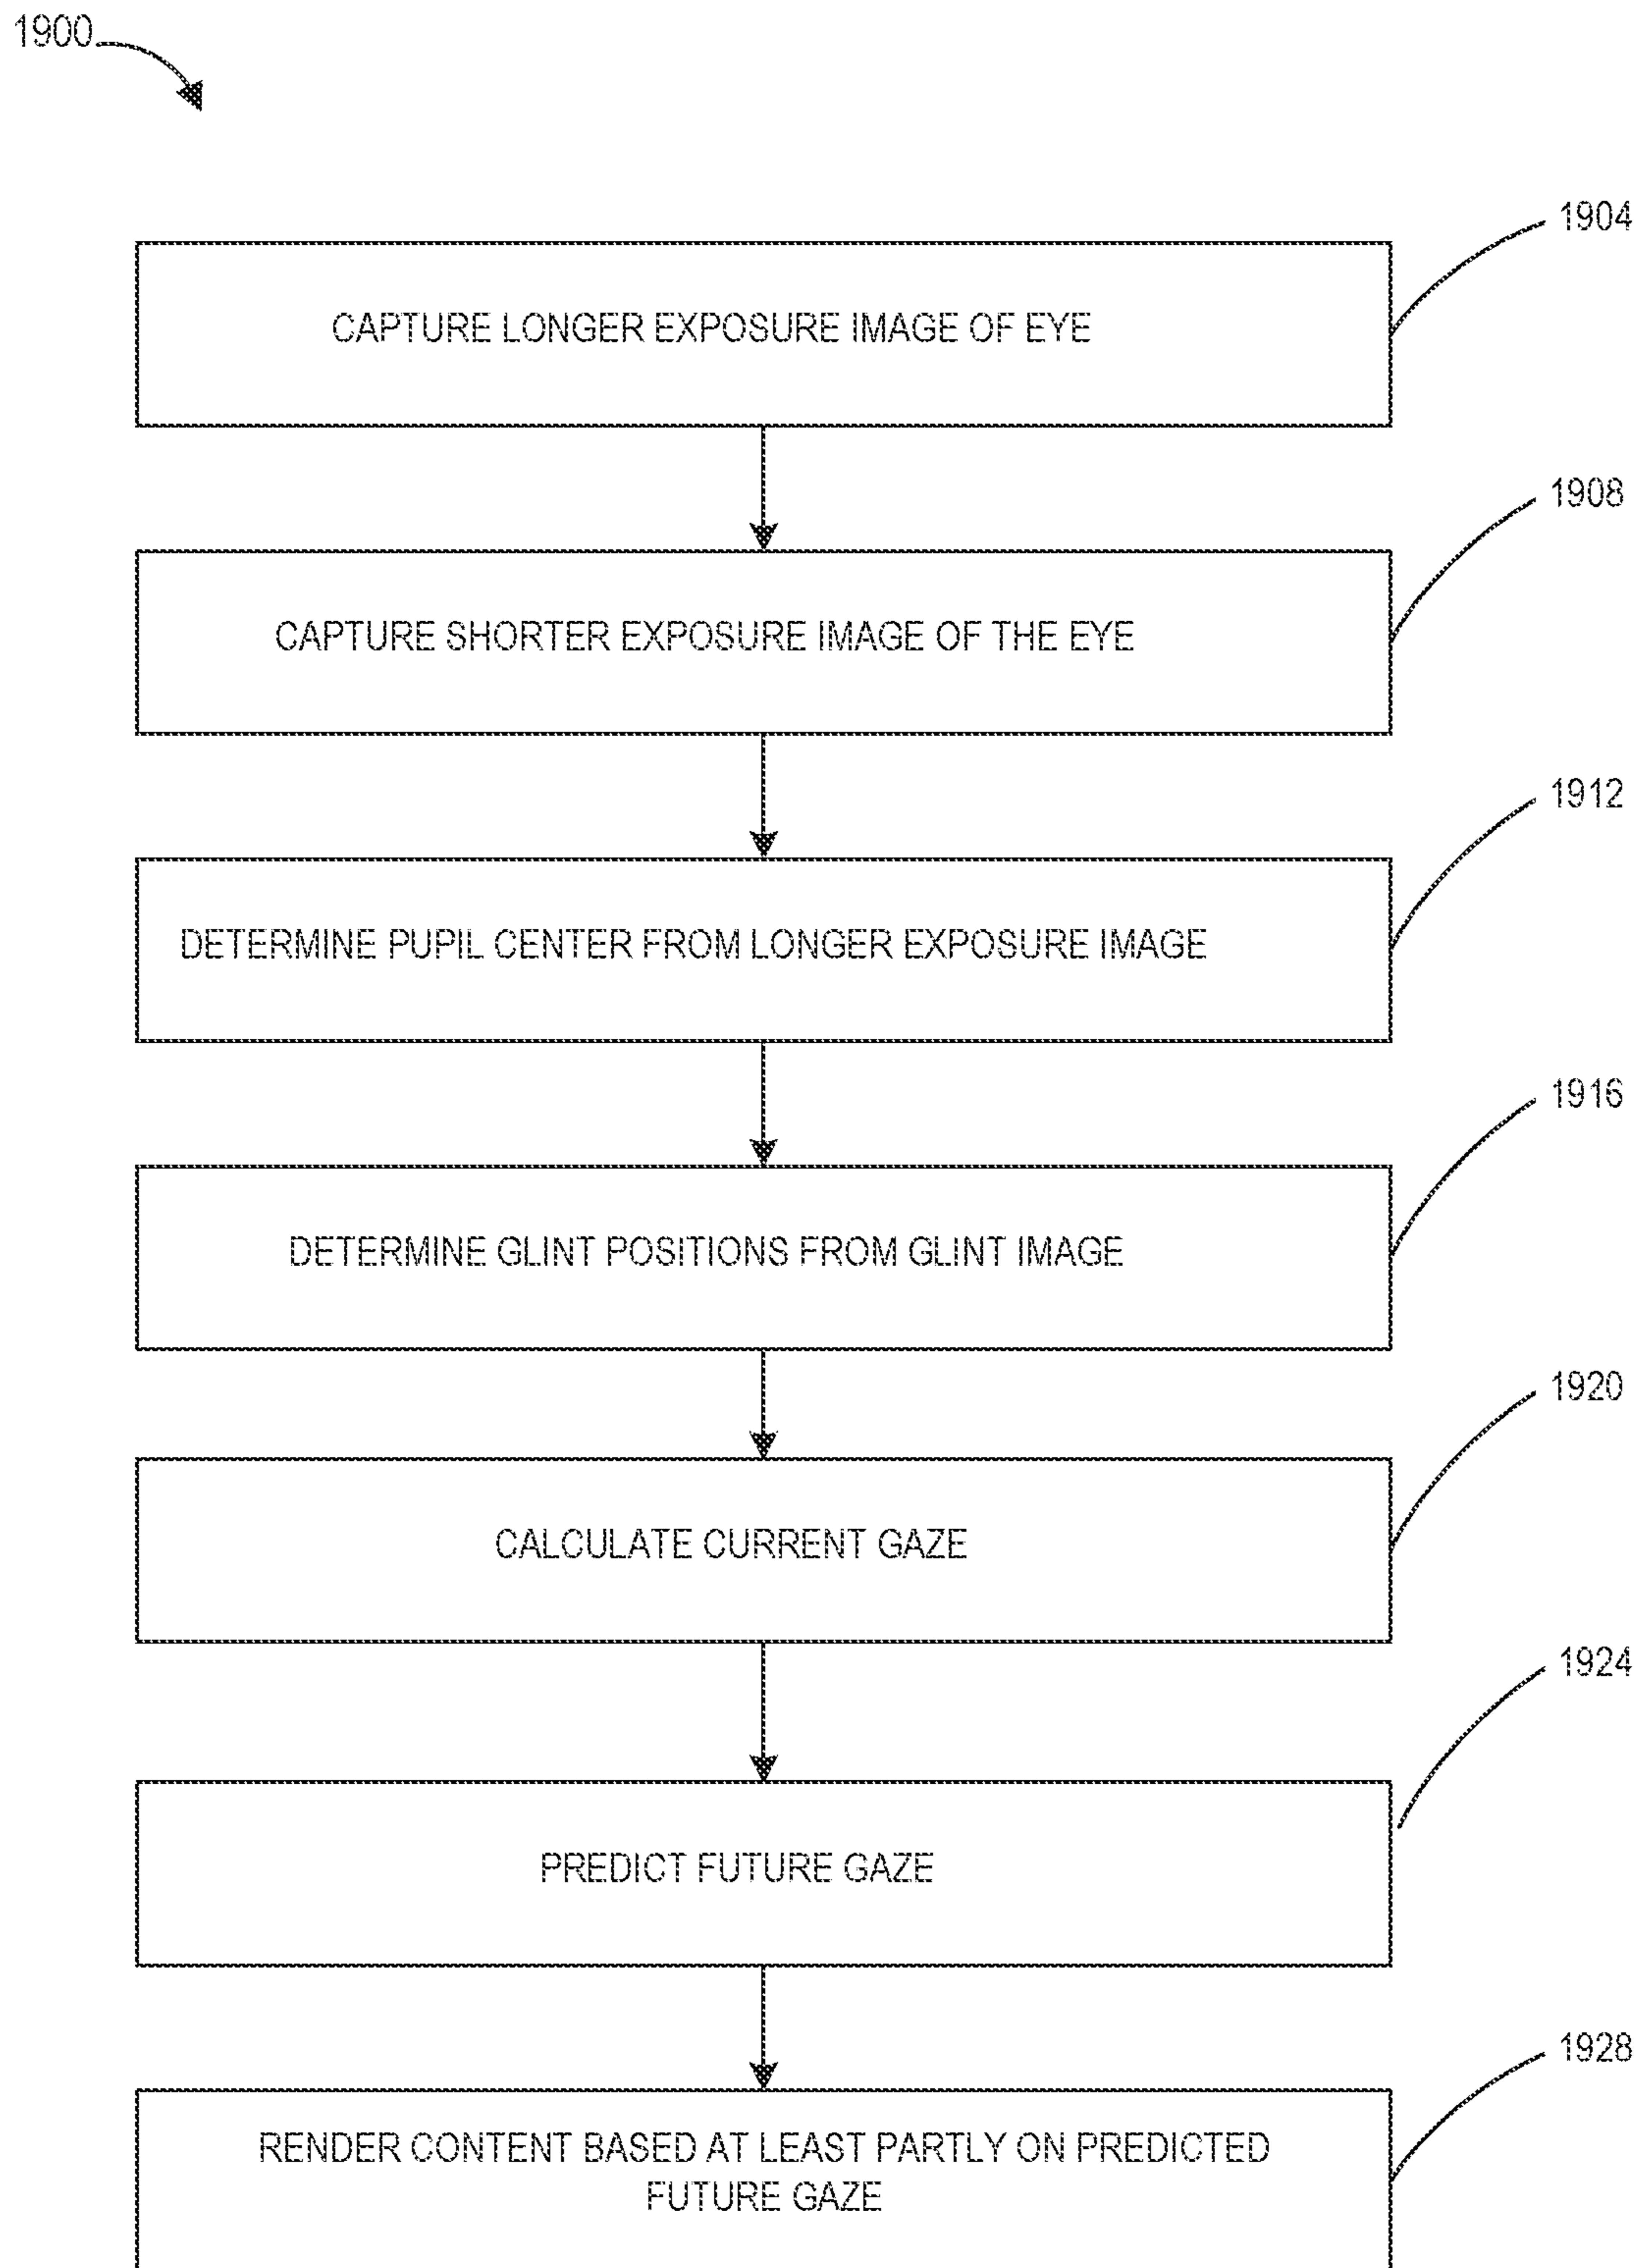 1900
1904
CAPTURE LONGER EXPOSURE IMAGE OF EYE
1908
CAPTURE SHORTER EXPOSURE IMAGE OF THE EYE
1912
DETERMINE PUPIL CENTER FROM LONGER EXPOSURE IMAGE
1916
DETERMINE GLINT POSITIONS FROM GLINT IMAGE
1920
CALCULATE CURRENT GAZE
1924
PREDICT FUTURE GAZE
1928
RENDER CONTENT BASED AT LEAST PARTLY ON PREDICTED
FUTURE GAZE